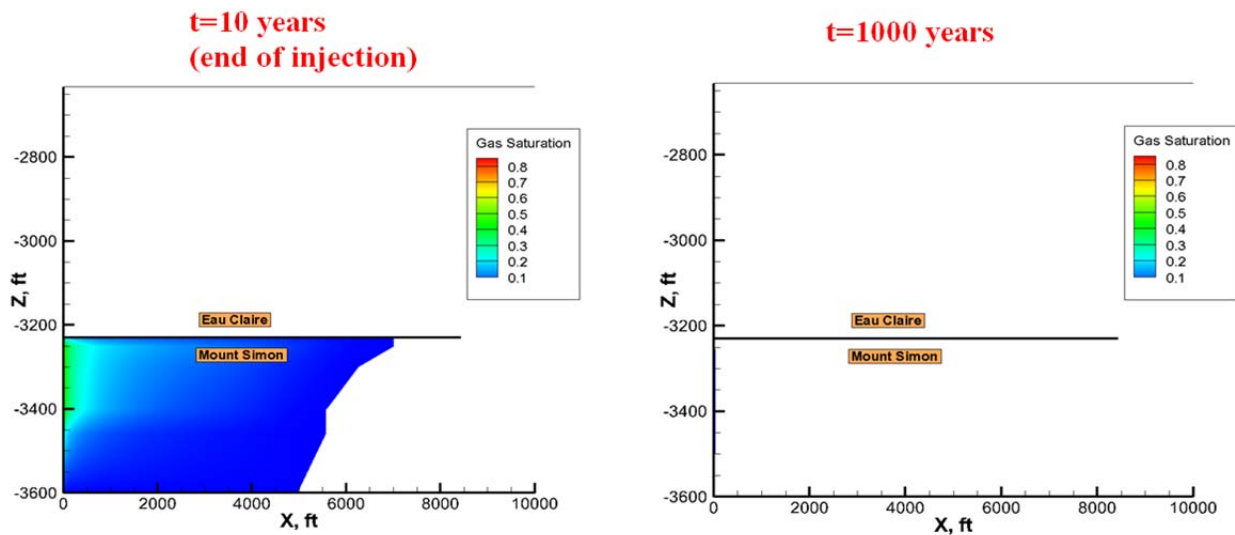 t=10 years
(end of injection)
Gas Saturation
0.8
0.7
0.6
0.5
0.4
0.3
0.2
0.1
-2800
-3000
-3200
-3400
-3600
Z, ft
Eau Claire
Mount Simon
0 2000 4000 6000 8000 10000
X, ft
t=1000 years
Gas Saturation
0.8
0.7
0.6
0.5
0.4
0.3
0.2
0.1
-2800
-3000
-3200
-3400
-3600
Z, ft
Eau Claire
Mount Simon
0 2000 4000 6000 8000 10000
X, ft